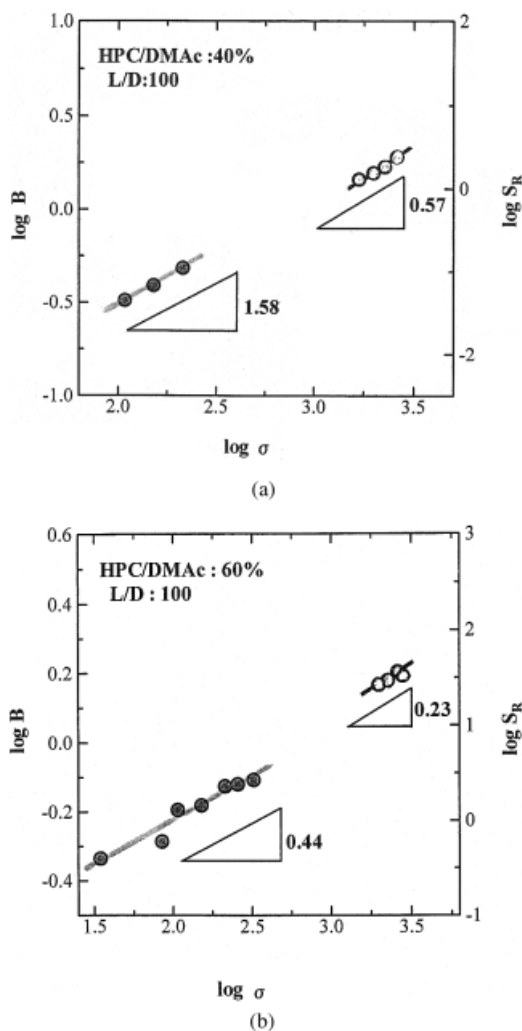 1.0
HPC/DMAc :40%
L/D:100
0.5
0.0
-0.5
-1.0
log B
2
0
-2
log S_R
0.57
1.58
2.0 2.5 3.0 3.5
log σ
(a)
0.6
HPC/DMAc : 60%
L/D : 100
0.4
0.2
0.0
-0.2
-0.4
log B
3
2
1
0
-1
log S_R
0.23
0.44
1.5 2.0 2.5 3.0 3.5
log σ
(b)